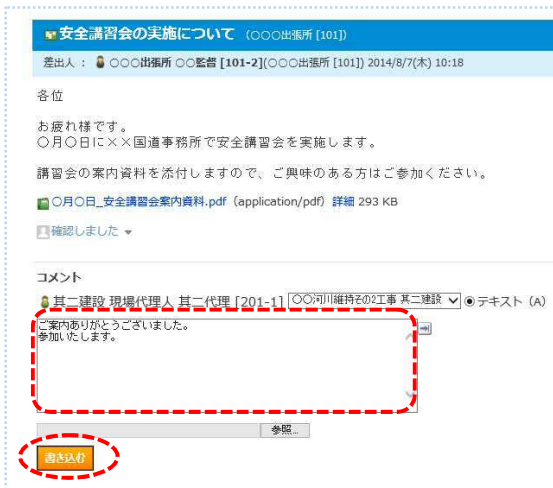 安全講習会の実施について (○○○出張所 [101])
差出人 : ○○○出張所 ○○監督 [101-2](○○○出張所 [101]) 2014/8/7(木) 10:18
各位
お疲れ様です。
○月○日に××国道事務所で安全講習会を実施します。
講習会の案内資料を添付しますので、ご興味のある方はご参加ください。
○月○日_安全講習会案内資料.pdf (application/pdf) 詳細 293 KB
確認しました
コメント
其二建設 現場代理人 其二代理 [201-1] ○○河川維持その2工事 其二建設 テキスト (A)
ご案内ありがとうございました。
参加いたします。
参照...
書き込む